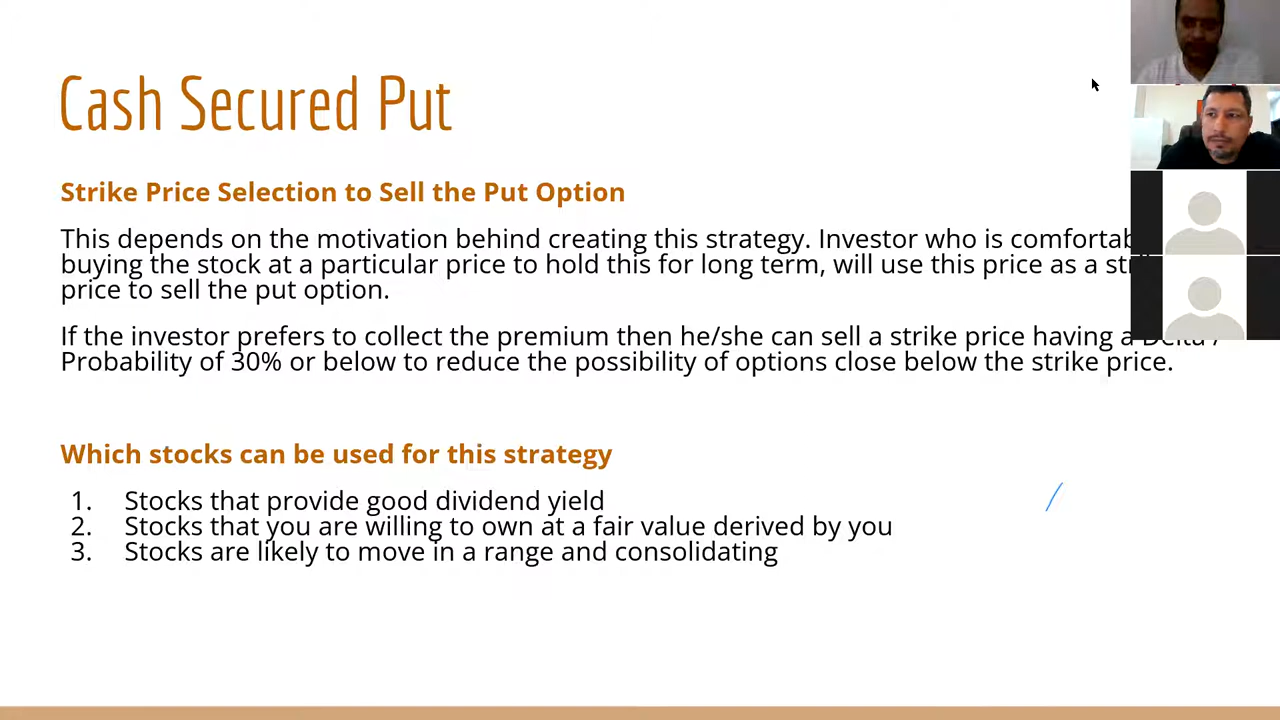 Cash Secured Put
Strike Price Selection to Sell the Put Option
This depends on the motivation behind creating this strategy. Investor who is
buying the stock at a particular price to hold this for long term, will use this price as a
price to sell the put option.
If the investor prefers to collect the premium then he/she can sell a strike price having a Delta /
Probability of 30% or below to reduce the possibility of options close below the strike price.
Which stocks can be used for this strategy
1. Stocks that provide good dividend yield
2. Stocks that you are willing to own at a fair value derived by you
3. Stocks are likely to move in a range and consolidating